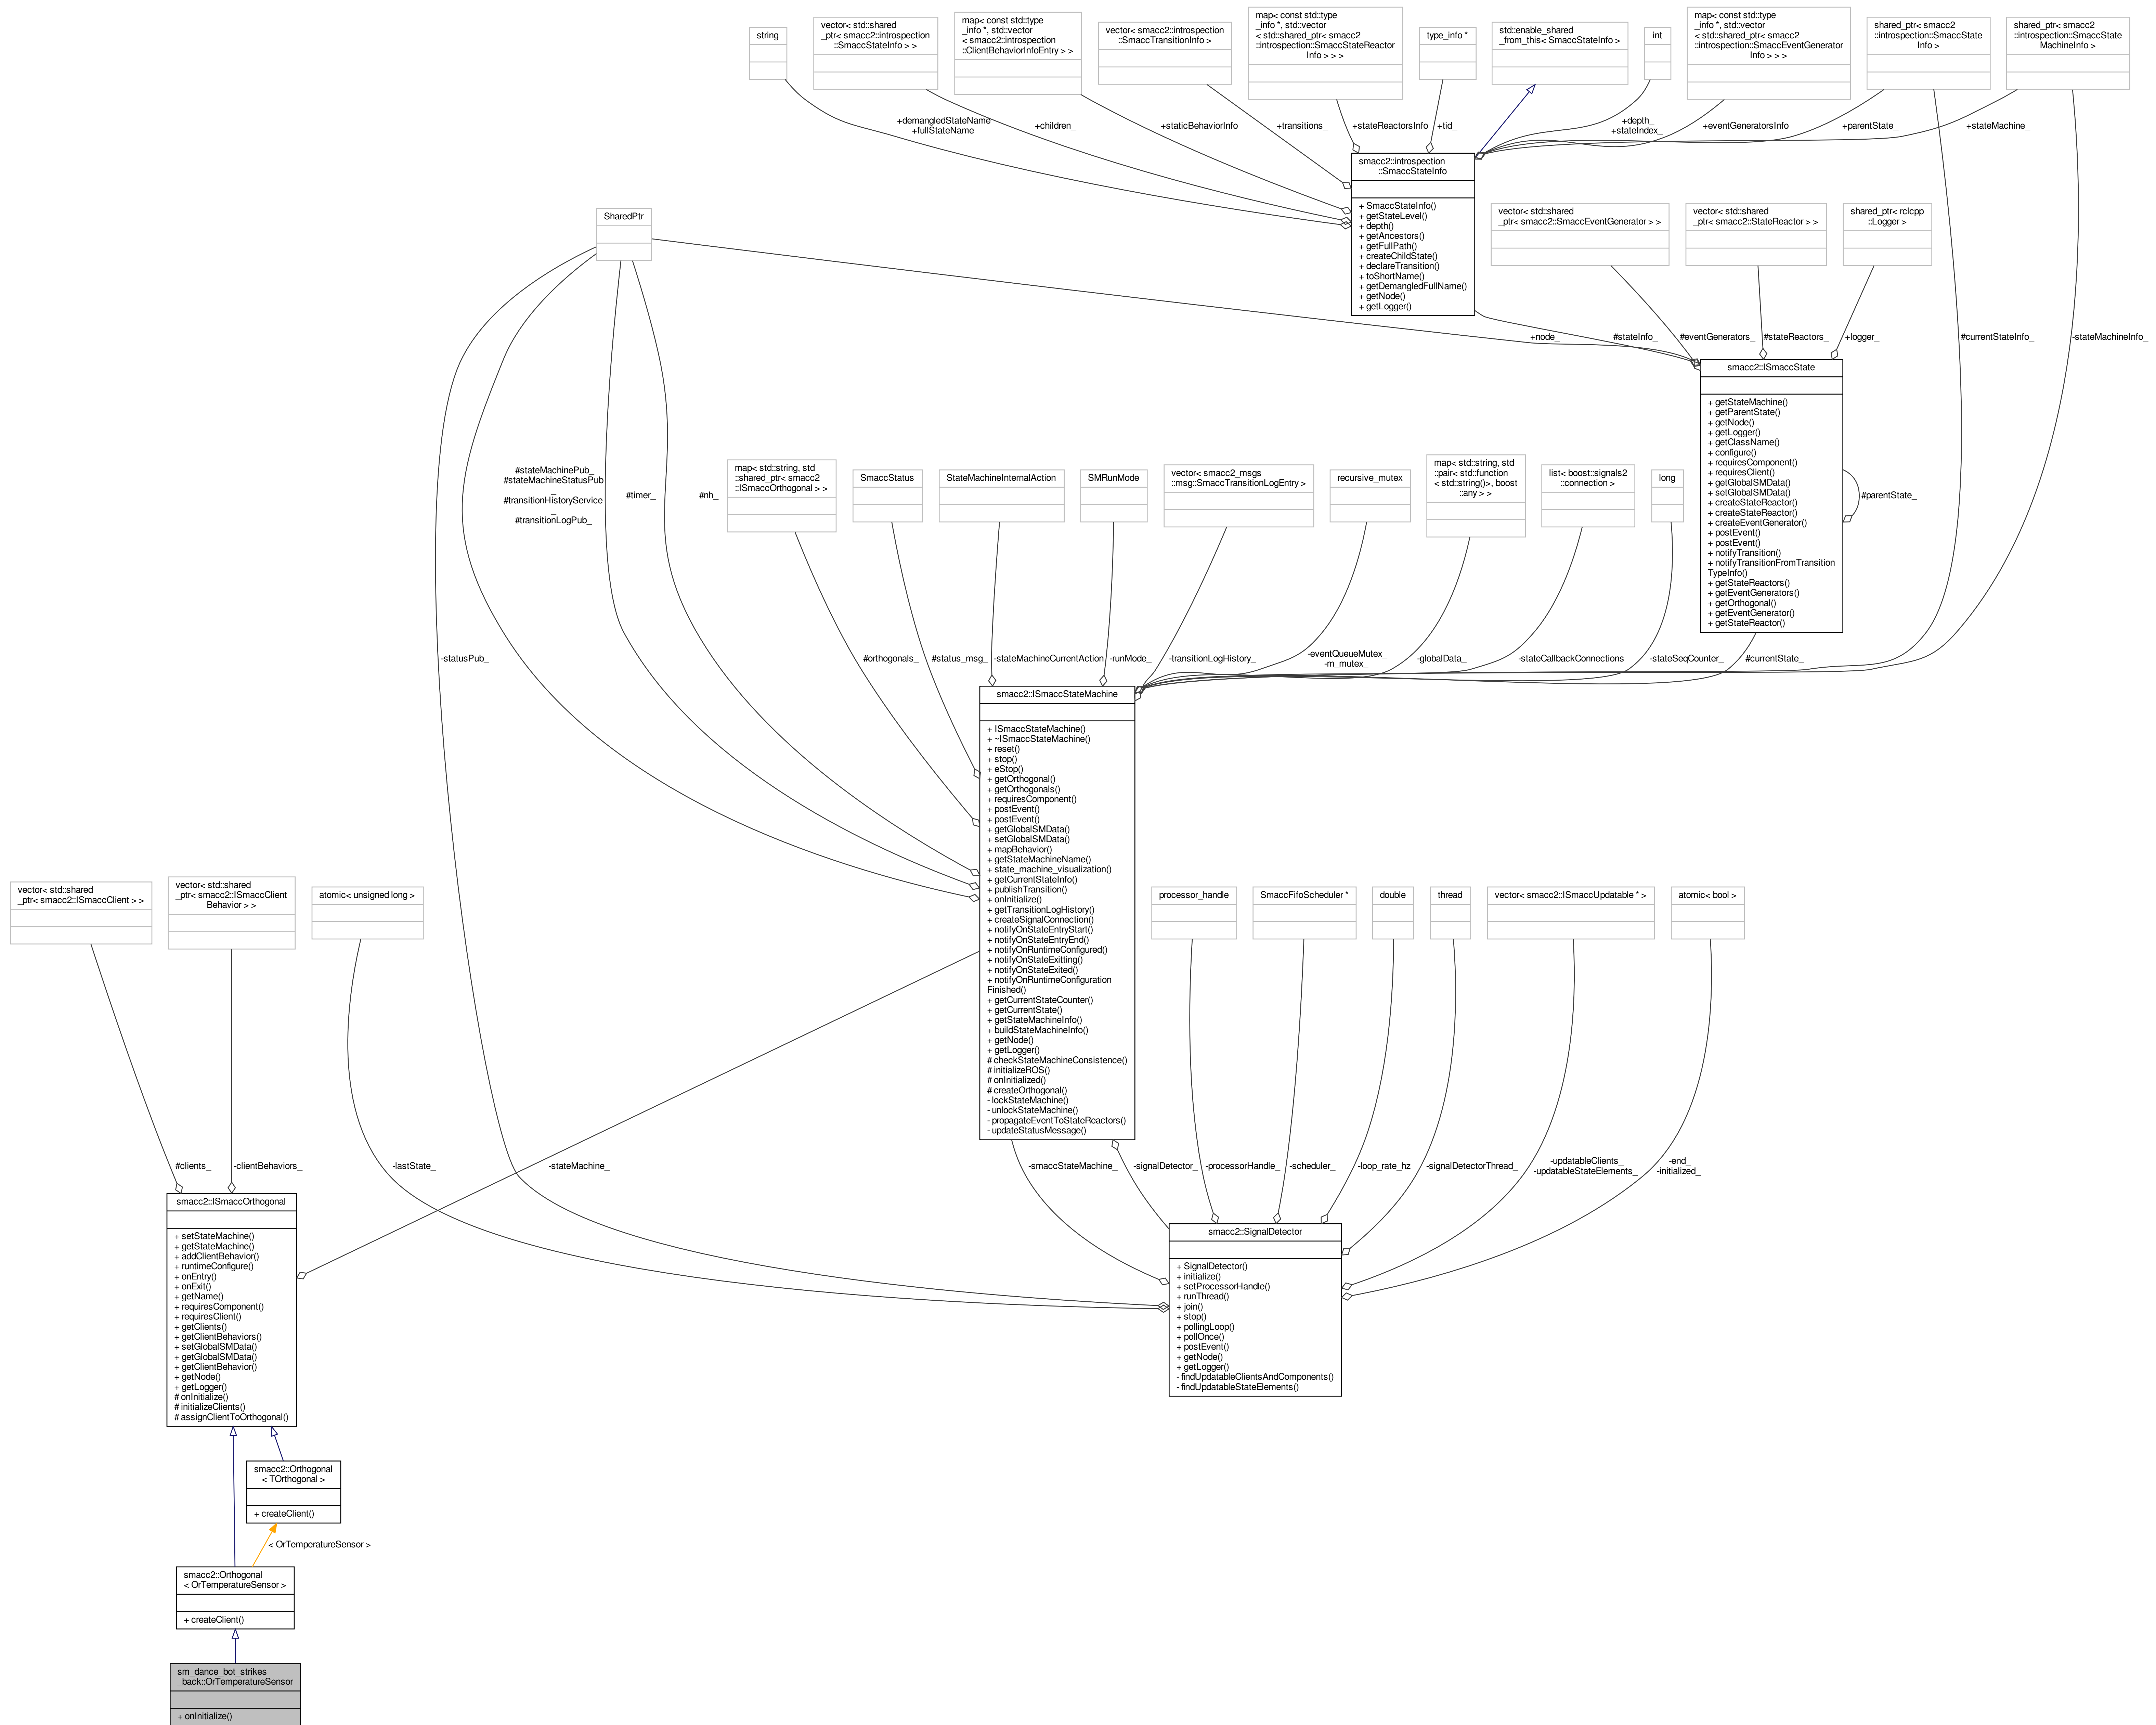 string
vector< std::shared
_ptr< smacc2::introspection
::SmaccStateInfo > >
map< const std::type
_info *, std::vector
< smacc2::introspection
::ClientBehaviorInfoEntry > >
vector< smacc2::introspection
::SmaccTransitionInfo >
map< const std::type
_info *, std::vector
< std::shared_ptr< smacc2
::introspection::SmaccStateReactor
Info > > >
type_info *
std::enable_shared
_from_this< SmaccStateInfo >
int
map< const std::type
_info *, std::vector
< std::shared_ptr< smacc2
::introspection::SmaccEventGenerator
Info > > >
shared_ptr< smacc2
::introspection::SmaccState
Info >
shared_ptr< smacc2
::introspection::SmaccState
MachineInfo >
+demangledStateName
+fullStateName
+children_
+staticBehaviorInfo
+transitions_
+stateReactorsInfo
+tid_
+depth_
+stateIndex_
+eventGeneratorsInfo
+parentState_
+stateMachine_
smacc2::introspection
::SmaccStateInfo
+ SmaccStateInfo()
+ getStateLevel()
+ depth()
+ getAncestors()
+ getFullPath()
+ createChildState()
+ declareTransition()
+ toShortName()
+ getDemangledFullName()
+ getNode()
+ getLogger()
SharedPtr
vector< std::shared
_ptr< smacc2::SmaccEventGenerator > >
vector< std::shared
_ptr< smacc2::StateReactor > >
shared_ptr< rclcpp
::Logger >
+node_
#stateInfo_
#eventGenerators_
#stateReactors_
+logger_
#currentStateInfo_
-stateMachineInfo_
smacc2::ISmaccState
+ getStateMachine()
+ getParentState()
+ getNode()
+ getLogger()
+ getClassName()
+ configure()
+ requiresComponent()
+ requiresClient()
+ getGlobalSMData()
+ setGlobalSMData()
+ createStateReactor()
+ createStateReactor()
+ createEventGenerator()
+ postEvent()
+ postEvent()
+ notifyTransition()
+ notifyTransitionFromTransition
TypeInfo()
+ getStateReactors()
+ getEventGenerators()
+ getOrthogonal()
+ getEventGenerator()
+ getStateReactor()
#parentState_
#stateMachinePub_
#stateMachineStatusPub
_
#transitionHistoryService
_
#transitionLogPub_
#timer_
#nh_
map< std::string, std
::shared_ptr< smacc2
::ISmaccOrthogonal > >
SmaccStatus
StateMachineInternalAction
SMRunMode
vector< smacc2_msgs
::msg::SmaccTransitionLogEntry >
recursive_mutex
map< std::string, std
::pair< std::function
< std::string()>, boost
::any > >
list< boost::signals2
::connection >
long
-statusPub_
#orthogonals_
#status_msg_
-stateMachineCurrentAction
-runMode_
-transitionLogHistory_
-eventQueueMutex_
-m_mutex_
-globalData_
-stateCallbackConnections
-stateSeqCounter_
#currentState_
smacc2::ISmaccStateMachine
+ ISmaccStateMachine()
+ ~ISmaccStateMachine()
+ reset()
+ stop()
+ eStop()
+ getOrthogonal()
+ getOrthogonals()
+ requiresComponent()
+ postEvent()
+ postEvent()
+ getGlobalSMData()
+ setGlobalSMData()
+ mapBehavior()
+ getStateMachineName()
+ state_machine_visualization()
+ getCurrentStateInfo()
+ publishTransition()
+ onInitialize()
+ getTransitionLogHistory()
+ createSignalConnection()
+ notifyOnStateEntryStart()
+ notifyOnStateEntryEnd()
+ notifyOnRuntimeConfigured()
+ notifyOnStateExitting()
+ notifyOnStateExited()
+ notifyOnRuntimeConfiguration
Finished()
+ getCurrentStateCounter()
+ getCurrentState()
+ getStateMachineInfo()
+ buildStateMachineInfo()
+ getNode()
+ getLogger()
# checkStateMachineConsistence()
# initializeROS()
# onInitialized()
# createOrthogonal()
- lockStateMachine()
- unlockStateMachine()
- propagateEventToStateReactors()
- updateStatusMessage()
vector< std::shared
_ptr< smacc2::ISmaccClient > >
vector< std::shared
_ptr< smacc2::ISmaccClient
Behavior > >
atomic< unsigned long >
processor_handle
SmaccFifoScheduler *
double
thread
vector< smacc2::ISmaccUpdatable * >
atomic< bool >
#clients_
-clientBehaviors_
-lastState_
-stateMachine_
-smaccStateMachine_
-signalDetector_
-processorHandle_
-scheduler_
-loop_rate_hz
-signalDetectorThread_
-updatableClients_
-updatableStateElements_
-end_
-initialized_
smacc2::ISmaccOrthogonal
+ setStateMachine()
+ getStateMachine()
+ addClientBehavior()
+ runtimeConfigure()
+ onEntry()
+ onExit()
+ getName()
+ requiresComponent()
+ requiresClient()
+ getClients()
+ getClientBehaviors()
+ setGlobalSMData()
+ getGlobalSMData()
+ getClientBehavior()
+ getNode()
+ getLogger()
# onInitialize()
# initializeClients()
# assignClientToOrthogonal()
smacc2::SignalDetector
+ SignalDetector()
+ initialize()
+ setProcessorHandle()
+ runThread()
+ join()
+ stop()
+ pollingLoop()
+ pollOnce()
+ postEvent()
+ getNode()
+ getLogger()
- findUpdatableClientsAndComponents()
- findUpdatableStateElements()
smacc2::Orthogonal
< TOrthogonal >
+ createClient()
< OrTemperatureSensor >
smacc2::Orthogonal
< OrTemperatureSensor >
+ createClient()
sm_dance_bot_strikes
_back::OrTemperatureSensor
+ onInitialize()